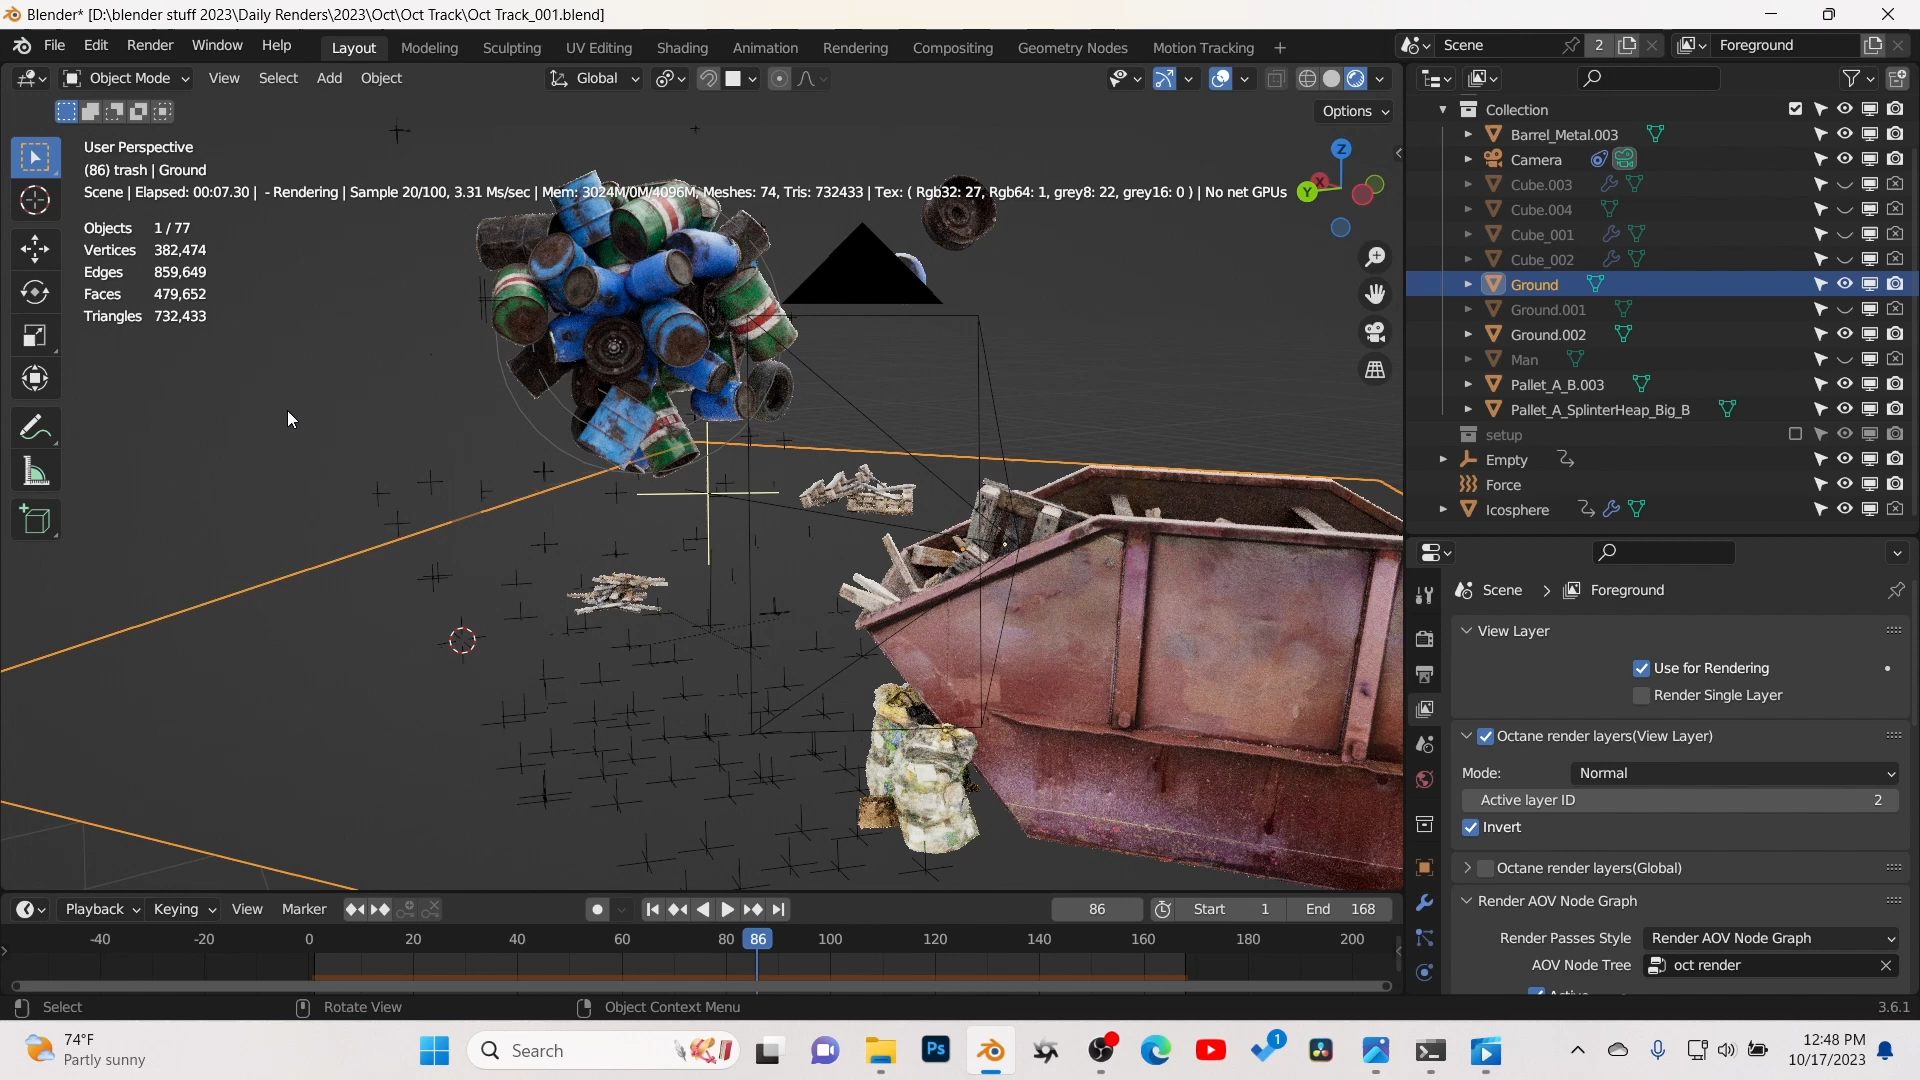 Blender* [D:\blender stuff 2023\Daily Renders\2023\Oct\Oct Track\Oct Track_001.blend]
File Edit Render Window Help Layout Modeling Sculpting UV Editing Shading Animation Rendering Compositing Geometry Nodes Motion Tracking + Scene 2 Foreground
Object Mode View Select Add Object Global
Options
User Perspective
(86) trash | Ground
Scene | Elapsed: 00:07.30 | - Rendering | Sample 20/100, 3.31 Ms/sec | Mem: 3024M/0M/4096M, Meshes: 74, Tris: 732433 | Tex: ( Rgb32: 27, Rgb64: 1, grey8: 22, grey16: 0 ) | No net GPUs
Objects 1 / 77
Vertices 382,474
Edges 859,649
Faces 479,652
Triangles 732,433
Z
X
Y
Collection
Barrel_Metal.003
Camera
Cube.003
Cube.004
Cube_001
Cube_002
Ground
Ground.001
Ground.002
Man
Pallet_A_B.003
Pallet_A_SplinterHeap_Big_B
setup
Empty
Force
Icosphere
Scene > Foreground
View Layer
Use for Rendering
Render Single Layer
Octane render layers(View Layer)
Mode: Normal
Active layer ID 2
Invert
Octane render layers(Global)
Render AOV Node Graph
Render Passes Style Render AOV Node Graph
AOV Node Tree oct render
Playback Keying View Marker 86 Start 1 End 168
-40 -20 0 20 40 60 80 86 100 120 140 160 180 200
Select Rotate View Object Context Menu 3.6.1
74°F
Partly sunny
Search
Ps
1
12:48 PM
10/17/2023